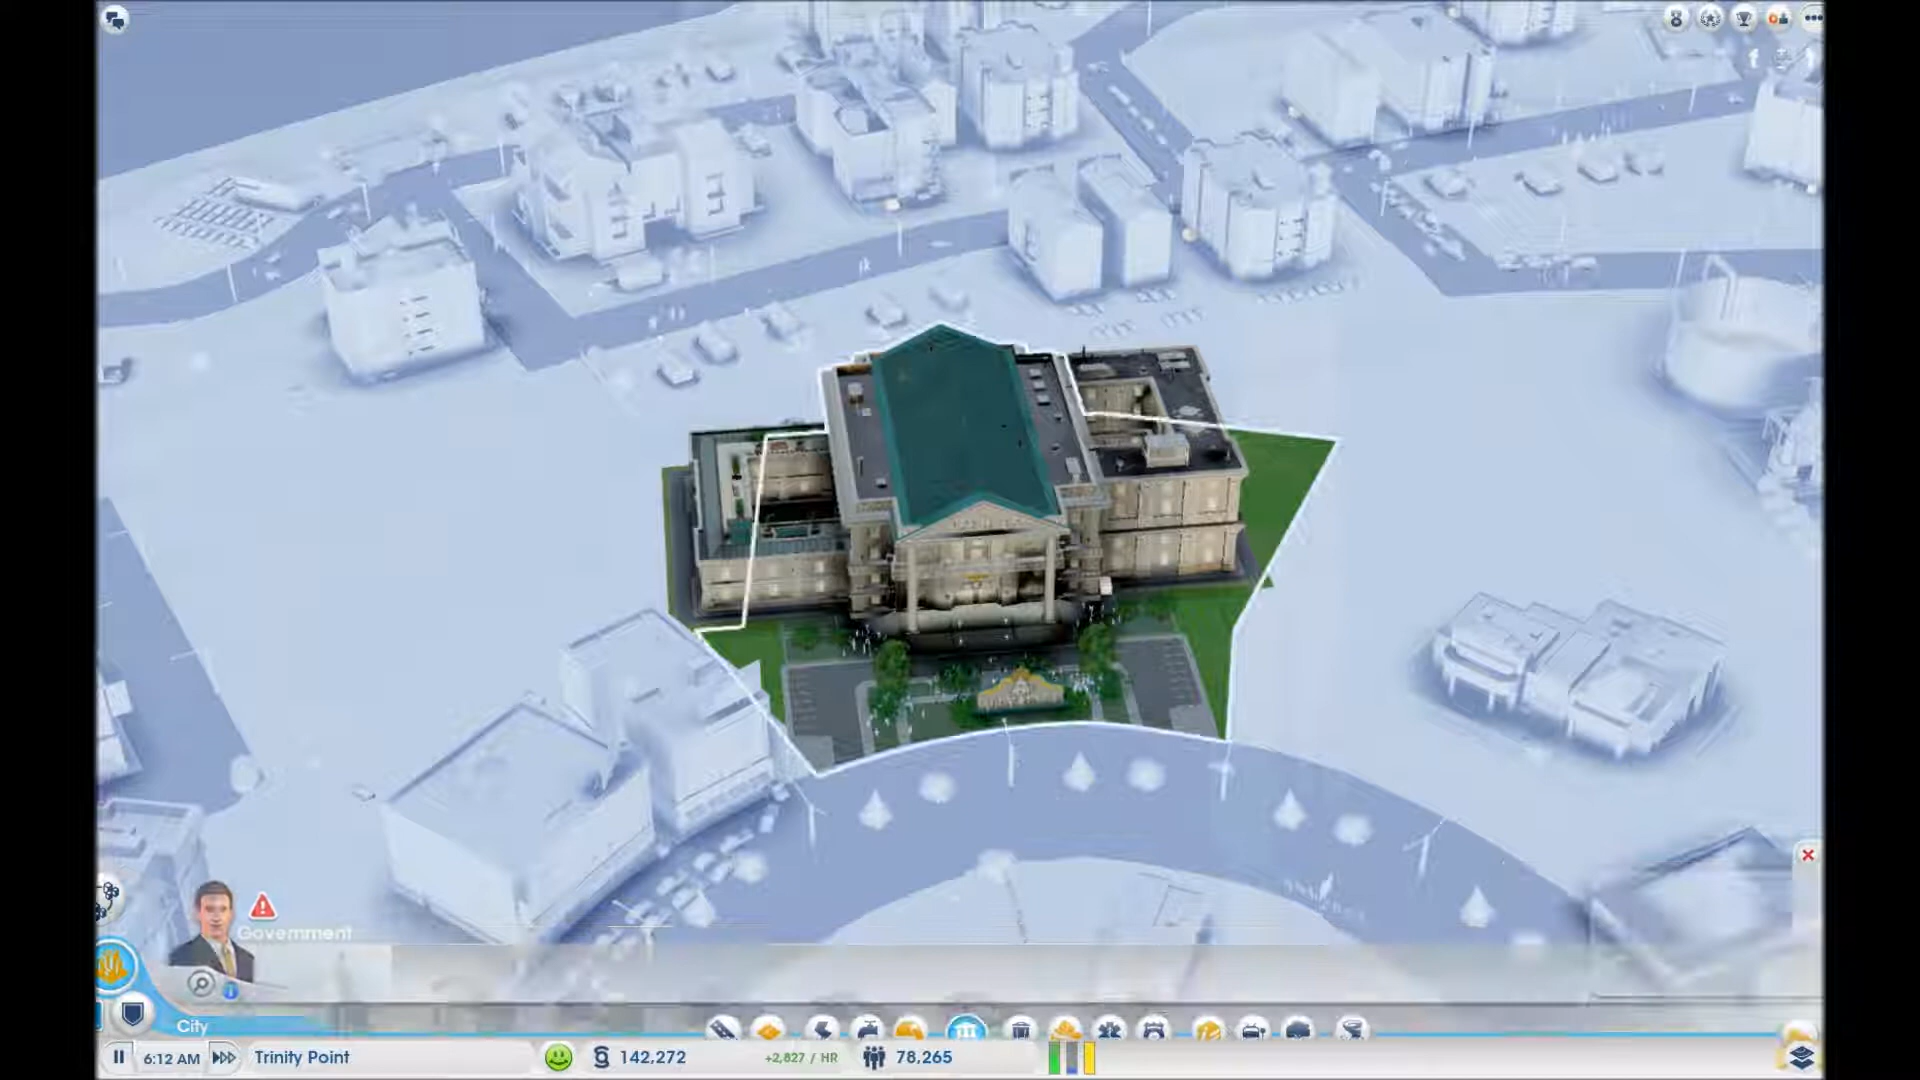 Government
City
6:12 AM
Trinity Point
142,272
+2,827 / HR
78,265